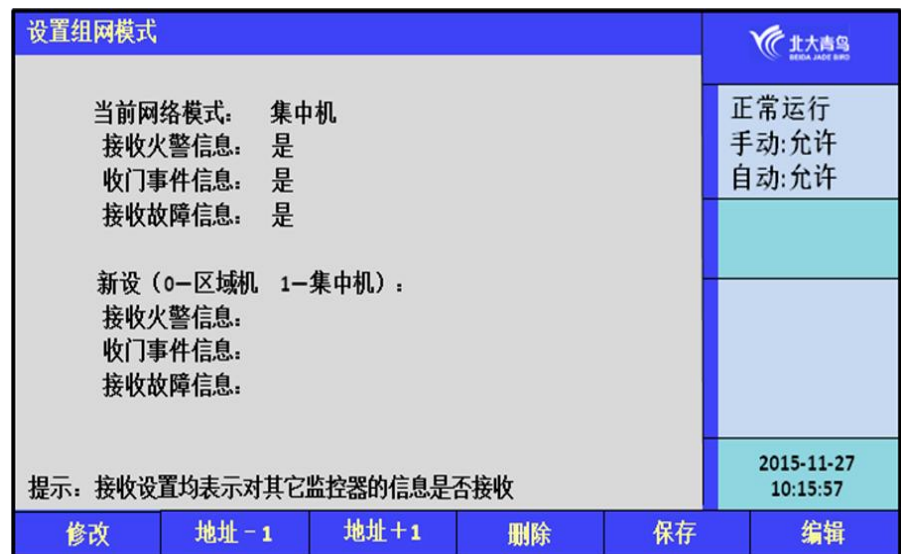 设置组网模式
北大青鸟
BEIDA JADE BIRD
当前网络模式： 集中机
接收火警信息： 是
收门事件信息： 是
接收故障信息： 是
新设（0—区域机 1—集中机）：
接收火警信息：
收门事件信息：
接收故障信息：
提示：接收设置均表示对其它监控器的信息是否接收
正常运行
手动:允许
自动:允许
2015-11-27
10:15:57
修改 地址－1 地址＋1 删除 保存 编辑